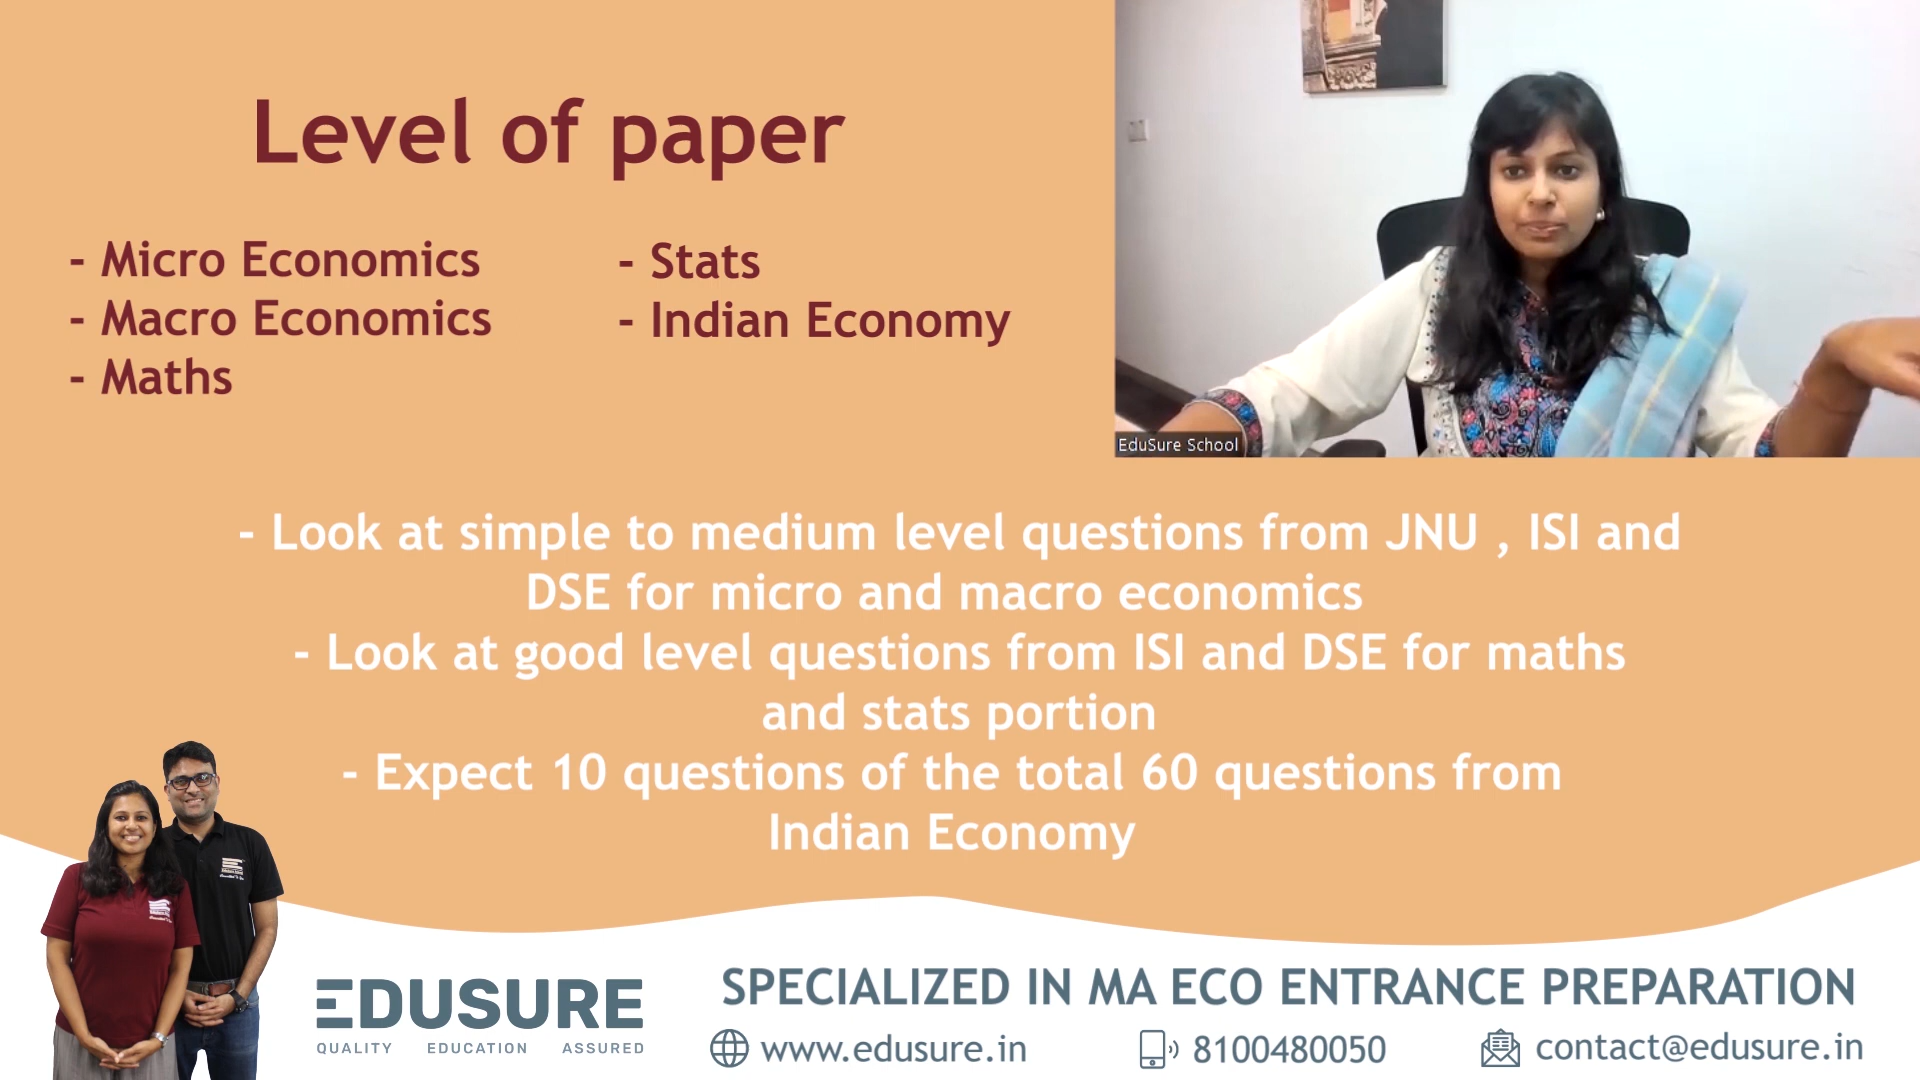 Level of paper
- Micro Economics
- Macro Economics
- Maths
- Stats
- Indian Economy
EduSure School
- Look at simple to medium level questions from JNU , ISI and
DSE for micro and macro economics
- Look at good level questions from ISI and DSE for maths
and stats portion
- Expect 10 questions of the total 60 questions from
Indian Economy
EDUSURE
QUALITY EDUCATION ASSURED
SPECIALIZED IN MA ECO ENTRANCE PREPARATION
www.edusure.in
8100480050
contact@edusure.in